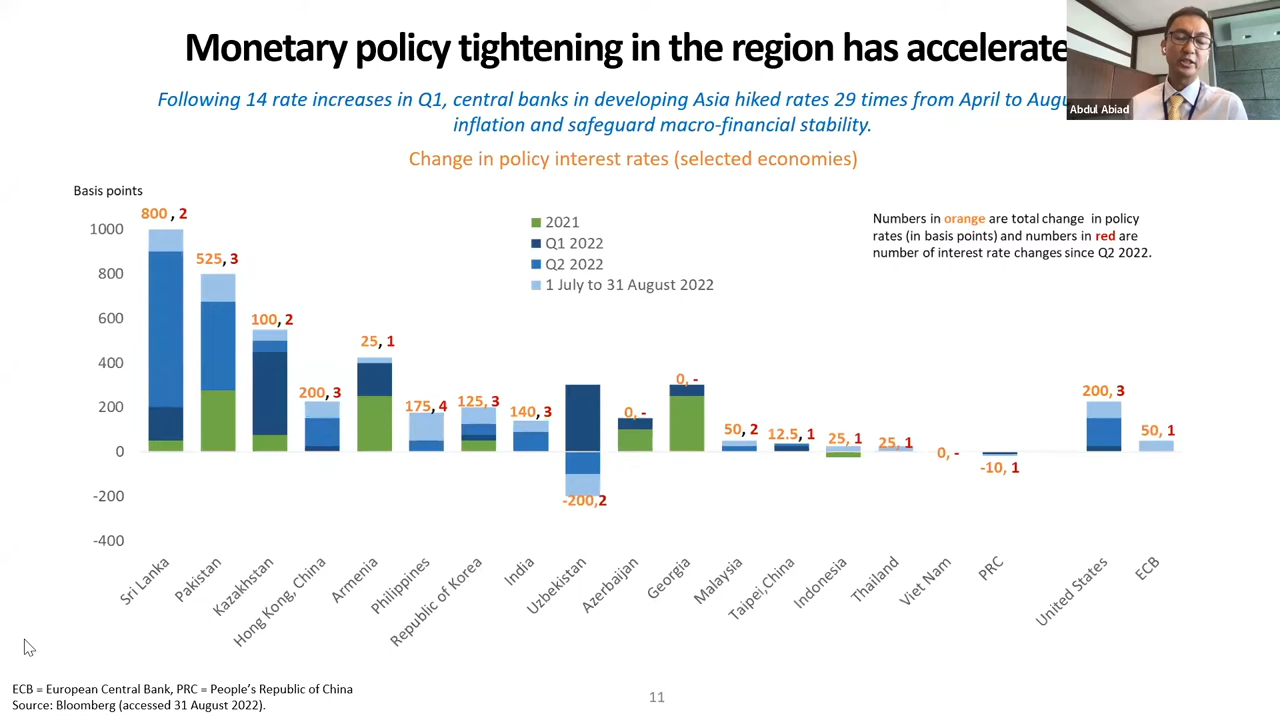 Monetary policy tightening in the region has accelerate
Following 14 rate increases in Q1, central banks in developing Asia hiked rates 29 times from April to
inflation and safeguard macro-financial stability.
Abdul Abiad
Change in policy interest rates (selected economies)
Basis points
1000
800
600
400
200
0
-200
-400
2021
Q1 2022
Q2 2022
1 July to 31 August 2022
Numbers in orange are total change in policy
rates (in basis points) and numbers in red are
number of interest rate changes since Q2 2022.
800 , 2
525, 3
100, 2
200, 3
25, 1
175, 4
125, 3
140, 3
-200,2
0, -
0, -
50, 2
12.5, 1
25, 1
25, 1
0, -
-10, 1
200, 3
50, 1
Sri Lanka
Pakistan
Kazakhstan
Hong Kong, China
Armenia
Philippines
Republic of Korea
India
Uzbekistan
Azerbaijan
Georgia
Malaysia
Taipei,China
Indonesia
Thailand
Viet Nam
PRC
United States
ECB
ECB = European Central Bank, PRC = People's Republic of China
Source: Bloomberg (accessed 31 August 2022).
11